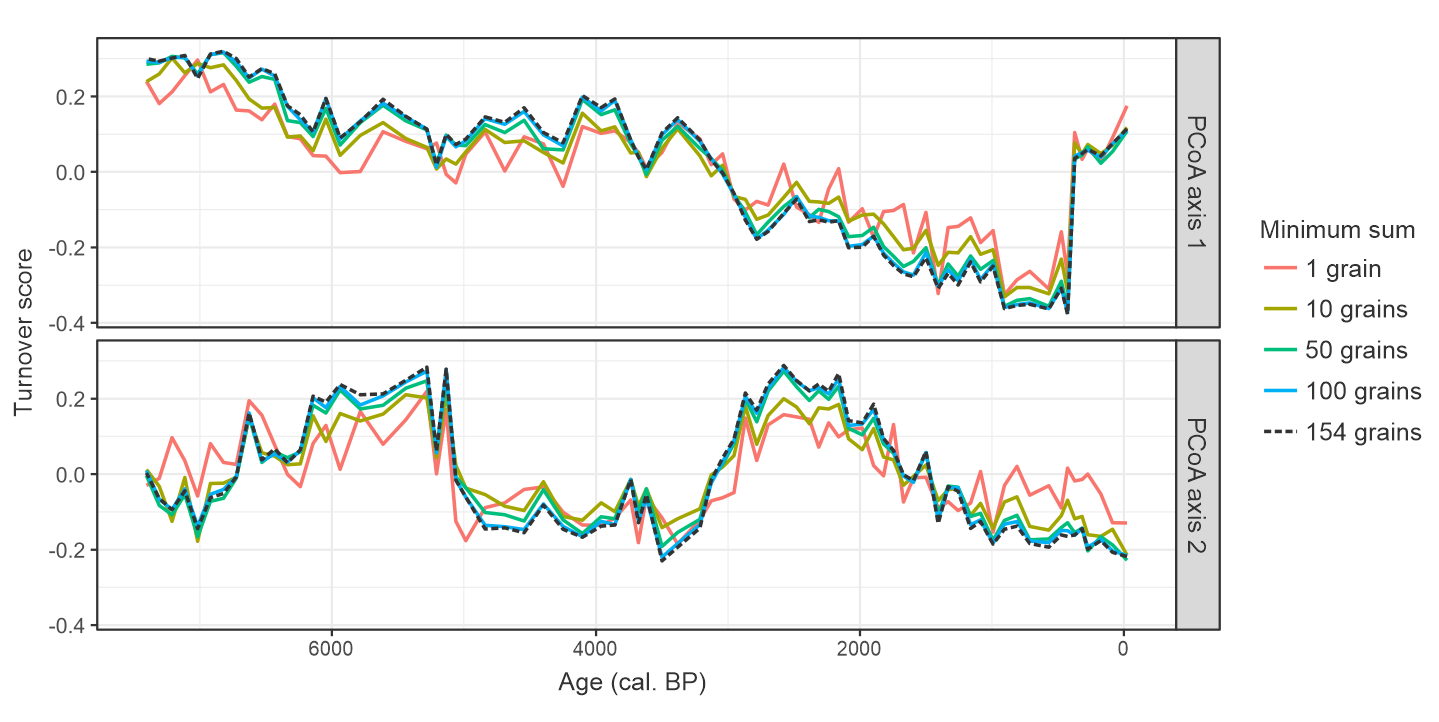 Turnover score
0.2
0.0
-0.2
-0.4
PCoA axis 1
0.2
0.0
-0.2
-0.4
PCoA axis 2
6000
4000
2000
0
Age (cal. BP)
Minimum sum
1 grain
10 grains
50 grains
100 grains
154 grains